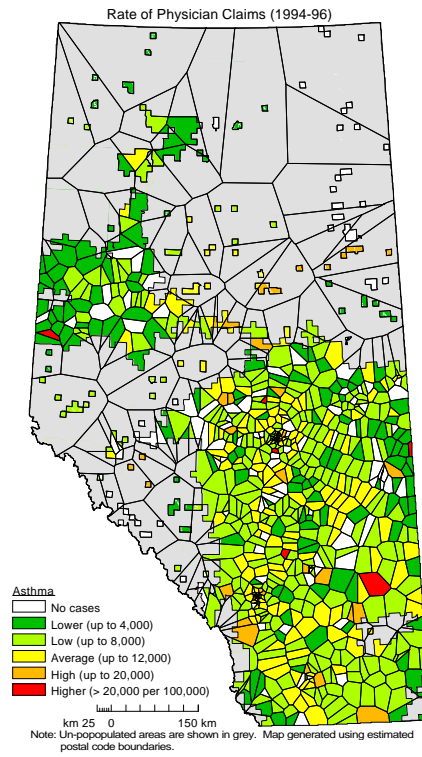 Rate of Physician Claims (1994-96)
Asthma
No cases
Lower (up to 4,000)
Low (up to 8,000)
Average (up to 12,000)
High (up to 20,000)
Higher (> 20,000 per 100,000)
km 25 0 150 km
Note: Un-popopulated areas are shown in grey. Map generated using estimated
postal code boundaries.